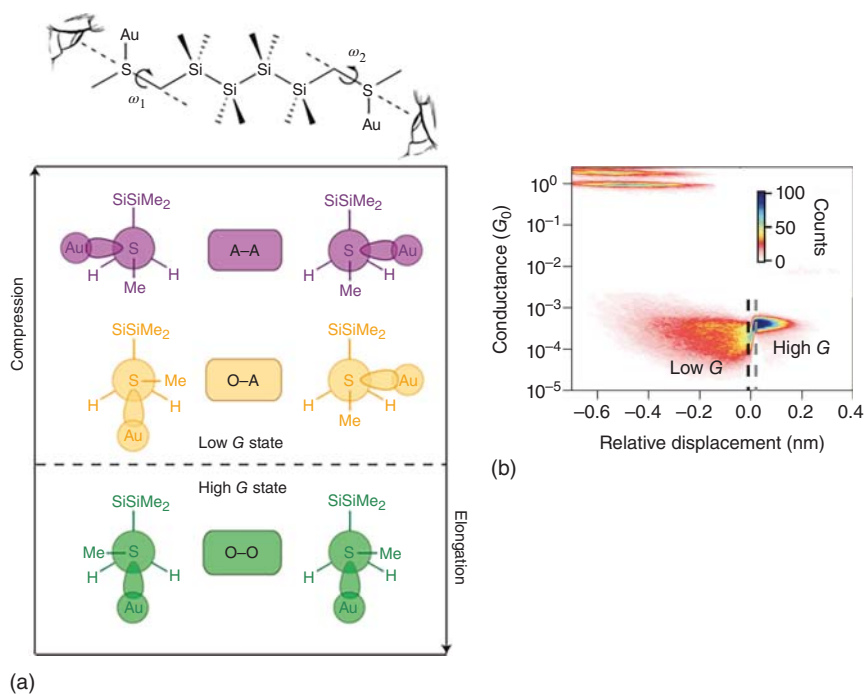 Au
S
ω1
Si
Si
Si
Si
ω2
S
Au
Compression
SiSiMe2
Au
S
H
H
Me
A–A
SiSiMe2
S
Au
H
H
Me
SiSiMe2
S
Me
H
H
Au
O–A
SiSiMe2
S
Au
H
H
Me
Low G state
High G state
SiSiMe2
Me
S
H
H
Au
O–O
SiSiMe2
S
Me
H
H
Au
Elongation
(a)
Conductance (G0)
10^0
10^−1
10^−2
10^−3
10^−4
10^−5
100
50
0
Counts
Low G
High G
−0.6 −0.4 −0.2 0.0 0.2 0.4
Relative displacement (nm)
(b)